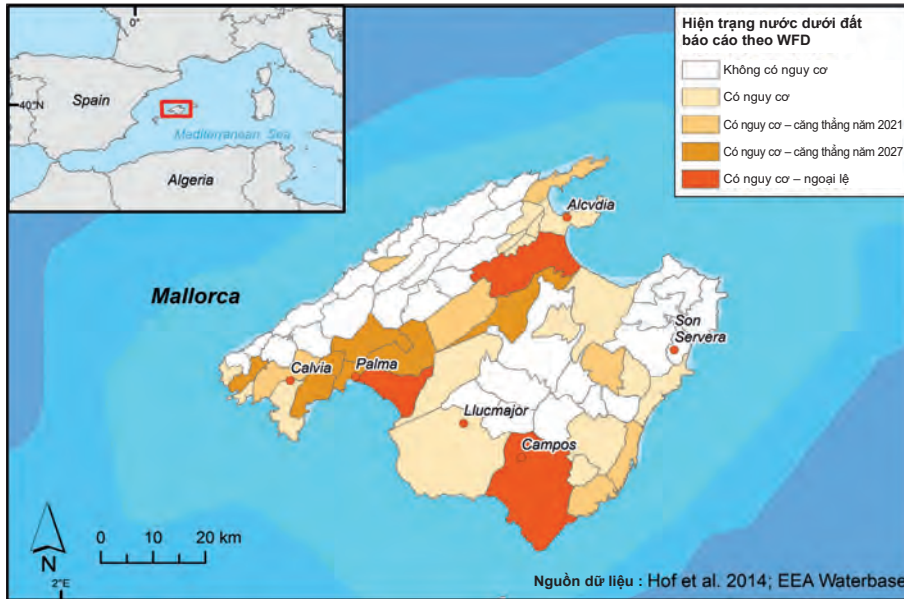 0°
40°N
Spain
Mediterranean Sea
Algeria
Hiện trạng nước dưới đất
báo cáo theo WFD
Không có nguy cơ
Có nguy cơ
Có nguy cơ – căng thẳng năm 2021
Có nguy cơ – căng thẳng năm 2027
Có nguy cơ – ngoại lệ
Alcvdia
Mallorca
Son
Servera
Calvia
Palma
Llucmajor
Campos
0 10 20 km
N
2°E
Nguồn dữ liệu : Hof et al. 2014; EEA Waterbase